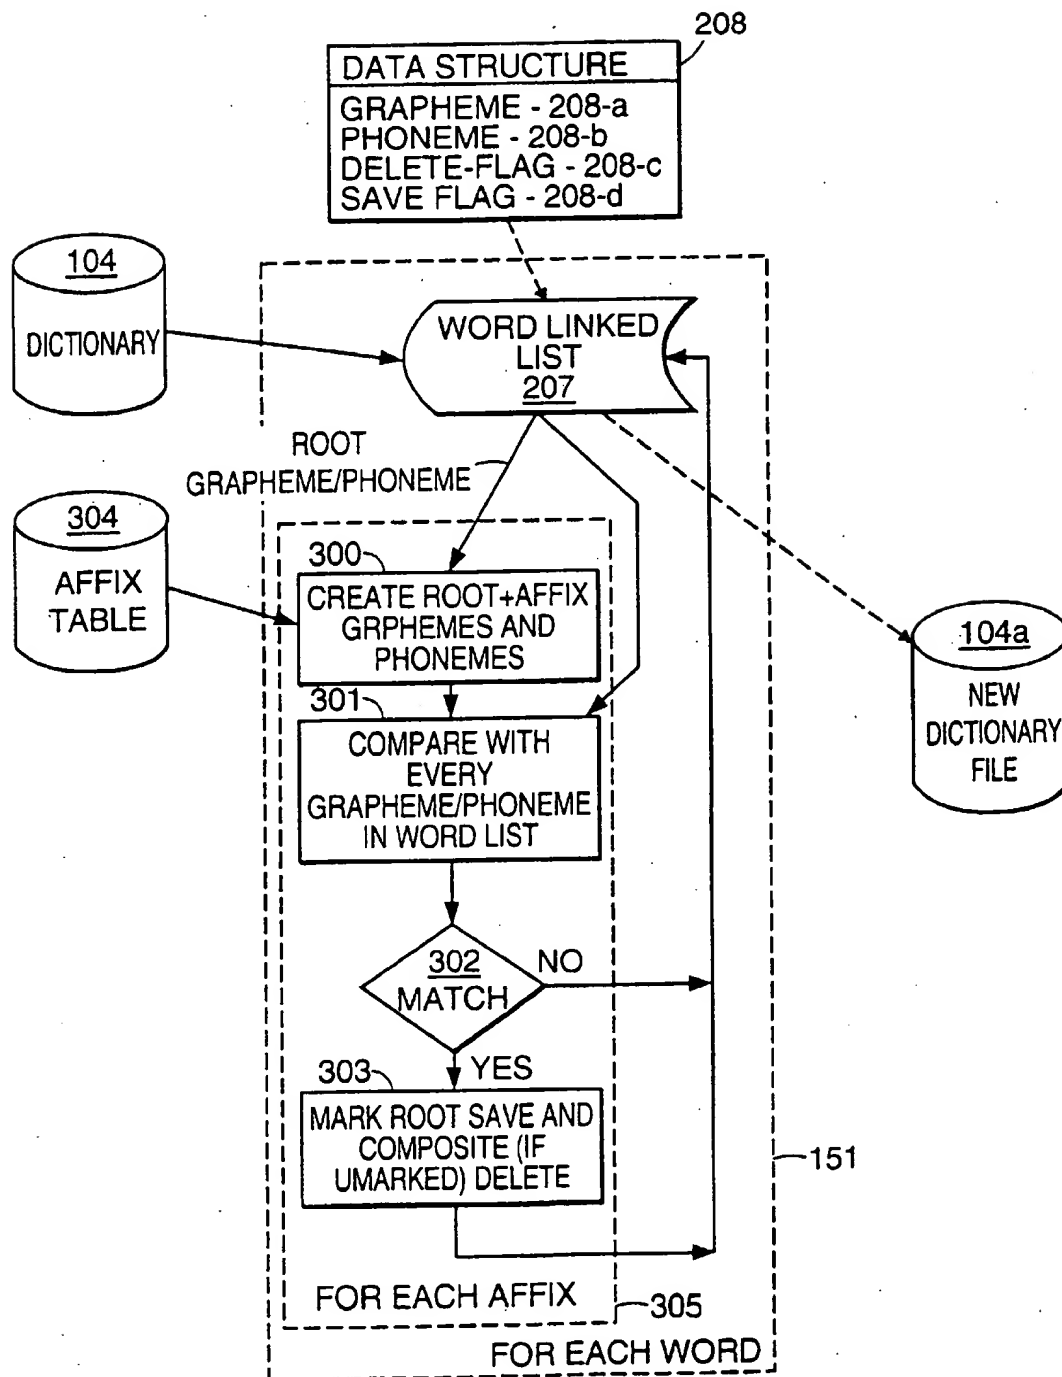 208
DATA STRUCTURE
GRAPHEME - 208-a
PHONEME - 208-b
DELETE-FLAG - 208-c
SAVE FLAG - 208-d
104
DICTIONARY
WORD LINKED
LIST
207
ROOT
GRAPHEME/PHONEME
304
AFFIX
TABLE
300
CREATE ROOT+AFFIX
GRPHEMES AND
PHONEMES
104a
NEW
DICTIONARY
FILE
301
COMPARE WITH
EVERY
GRAPHEME/PHONEME
IN WORD LIST
302
MATCH
NO
YES
303
MARK ROOT SAVE AND
COMPOSITE (IF
UMARKED) DELETE
151
FOR EACH AFFIX
305
FOR EACH WORD